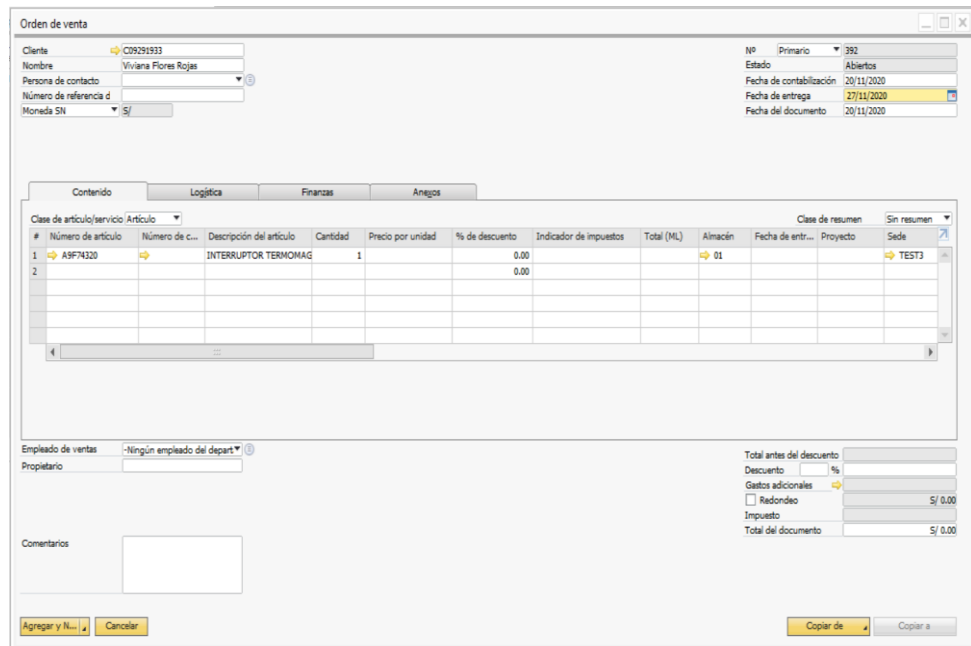 Orden de venta
Cliente C09291933
Nombre Viviana Flores Rojas
Persona de contacto
Número de referencia d
Moneda SN S/
Nº Primario 392
Estado Abiertos
Fecha de contabilización 20/11/2020
Fecha de entrega 27/11/2020
Fecha del documento 20/11/2020
Contenido Logística Finanzas Anexos
Clase de artículo/servicio Artículo Clase de resumen Sin resumen
# Número de artículo Número de c... Descripción del artículo Cantidad Precio por unidad % de descuento Indicador de impuestos Total (ML) Almacén Fecha de entr... Proyecto Sede
1 A9F74320 INTERRUPTOR TERMOMAG 1 0.00 01 TEST3
2 0.00
Empleado de ventas -Ningún empleado del depart
Propietario
Total antes del descuento
Descuento %
Gastos adicionales
Redondeo S/ 0.00
Impuesto
Total del documento S/ 0.00
Comentarios
Agregar y N... Cancelar Copiar de Copiar a